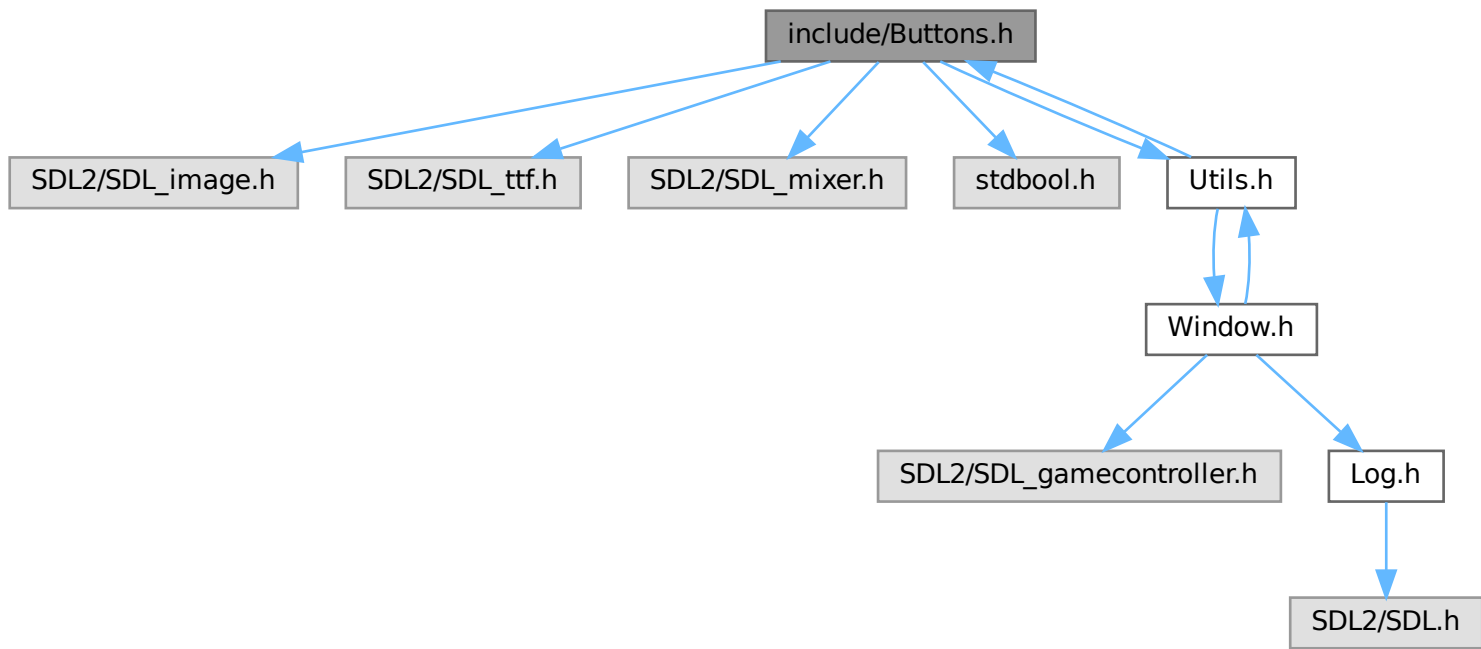 include/Buttons.h
SDL2/SDL_image.h
SDL2/SDL_ttf.h
SDL2/SDL_mixer.h
stdbool.h
Utils.h
Window.h
SDL2/SDL_gamecontroller.h
Log.h
SDL2/SDL.h